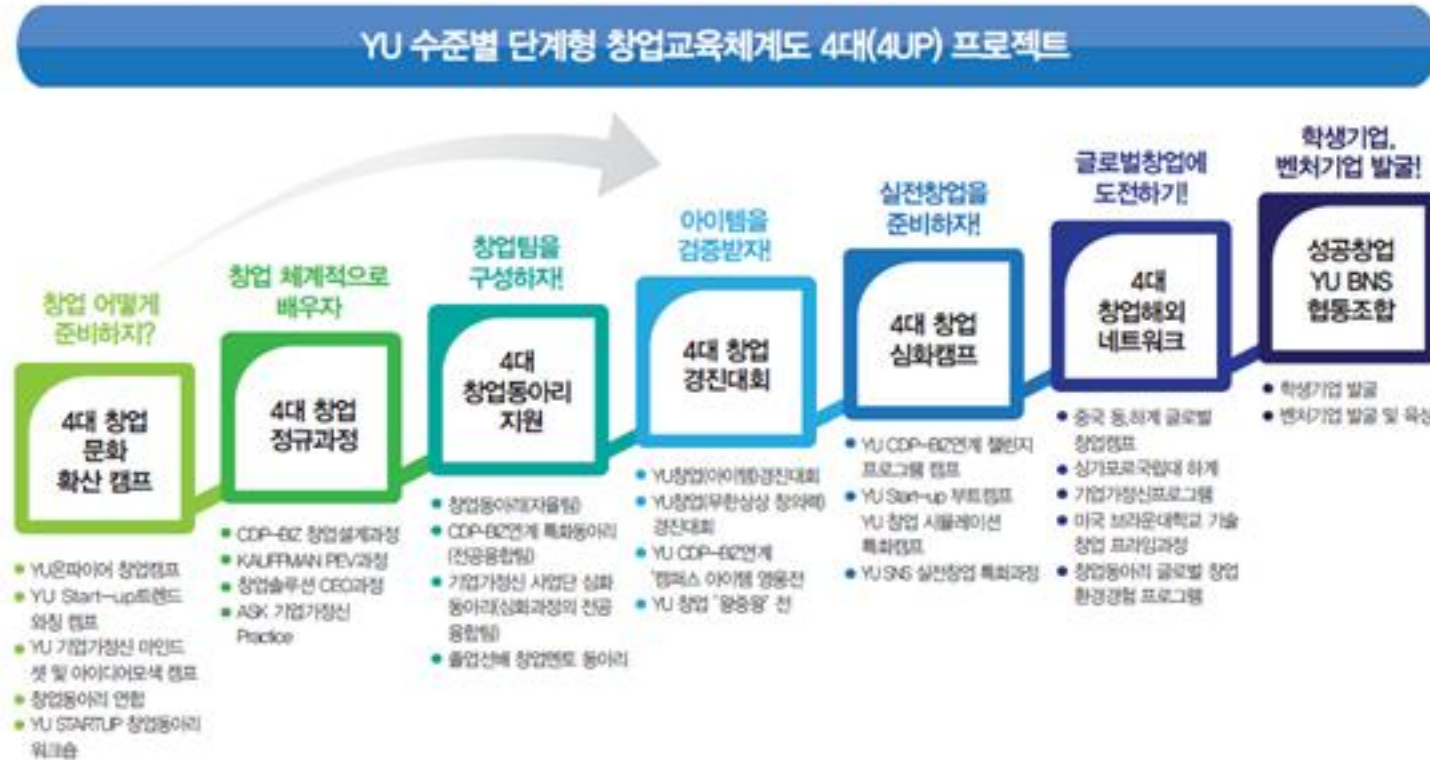 YU 수준별 단계형 창업교육체계도 4대(4UP) 프로젝트
창업 어떻게
준비하지?
4대 창업
문화
확산 캠프
● YU온파이어 창업캠프
● YU Start-up트렌드
와칭 캠프
● YU 기업가정신 마인드
셋 및 아이디어모색 캠프
● 창업동아리 연합
● YU STARTUP 창업동아리
워크숍
창업 체계적으로
배우자
4대 창업
정규과정
● CDP-BIZ 창업설계과정
● KAUFFMAN PEV과정
● 창업솔루션 CEO과정
● ASK 기업가정신
Practice
창업팀을
구성하자!
4대
창업동아리
지원
● 창업동아리(자율팀)
● CDP-BIZ연계 특화동아리
(전공융합팀)
● 기업가정신 사업단 심화
동아리(심화과정의 전공
융합팀)
● 졸업선배 창업멘토 동아리
아이템을
검증받자!
4대 창업
경진대회
● YU창업(아이템)경진대회
● YU창업(무한상상 창의력)
경진대회
● YU CDP-BIZ연계
'캠퍼스 아이템 영웅전
● YU 창업 "왕중왕" 전
실전창업을
준비하자!
4대 창업
심화캠프
● YU CDP-BIZ연계 챌린지
프로그램 캠프
● YU Start-up 부트캠프
YU 창업 시뮬레이션
특화캠프
● YU SNS 실전창업 특화과정
글로벌창업에
도전하기!
4대
창업해외
네트워크
● 중국 동,하계 글로벌
창업캠프
● 싱가포르국립대 하계
● 기업가정신프로그램
● 미국 브라운대학교 기술
창업 프라임과정
● 창업동아리 글로벌 창업
환경경험 프로그램
학생기업,
벤처기업 발굴!
성공창업
YU BNS
협동조합
● 학생기업 발굴
● 벤처기업 발굴 및 육성